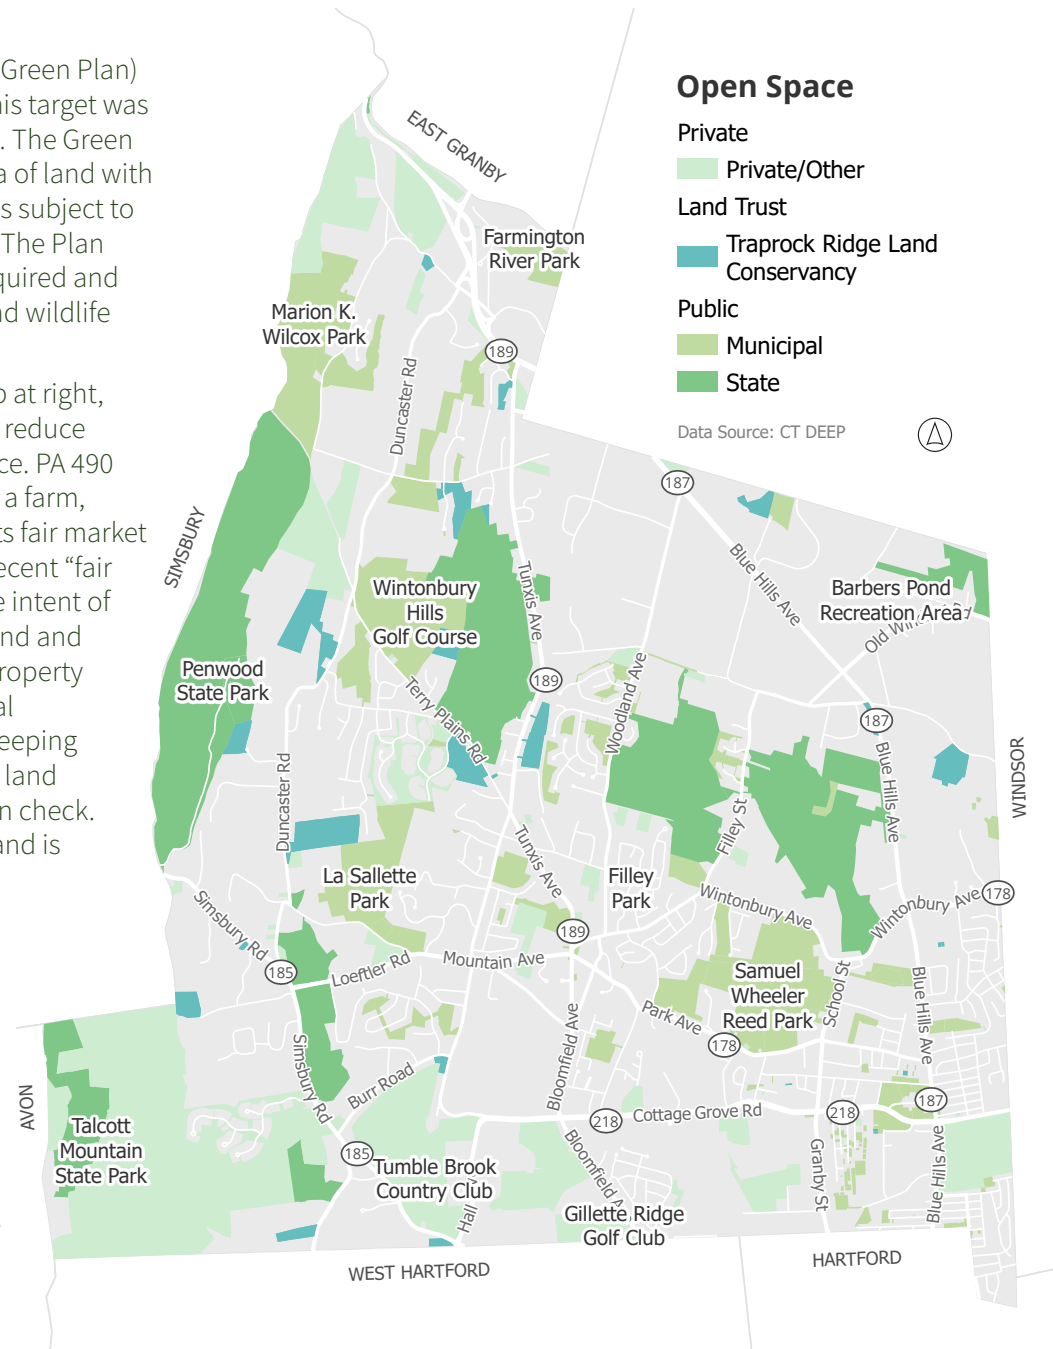 Green Plan)
his target was
. The Green
a of land with
s subject to
The Plan
quired and
nd wildlife
p at right,
reduce
ce. PA 490
a farm,
ts fair market
ecent “fair
e intent of
nd and
roperty
al
eeping
land
n check.
and is
Open Space
Private
Private/Other
Land Trust
Traprock Ridge Land
Conservancy
Public
Municipal
State
Data Source: CT DEEP
EAST GRANBY
Farmington
River Park
Marion K.
Wilcox Park
189
Duncaster Rd
187
SIMSBURY
Blue Hills Ave
Tunxis Ave
Wintonbury
Hills
Golf Course
Barbers Pond
Recreation Area
Penwood
State Park
189
Terry Plains Rd
Woodland Ave
187
Blue Hills Ave
WINDSOR
Duncaster Rd
Tunxis Ave
Filley St
La Sallette
Park
Filley
Park
Wintonbury Ave
Wintonbury Ave
178
Simsbury Rd
189
185
Loeffler Rd
Mountain Ave
Samuel
Wheeler
Reed Park
School St
Park Ave
178
Blue Hills Ave
Bloomfield Ave
Simsbury Rd
Burr Road
AVON
Talcott
Mountain
State Park
218
Cottage Grove Rd
218
187
185
Tumble Brook
Country Club
Hall
Bloomfield A
Granby St
Blue Hills Ave
Gillette Ridge
Golf Club
WEST HARTFORD
HARTFORD